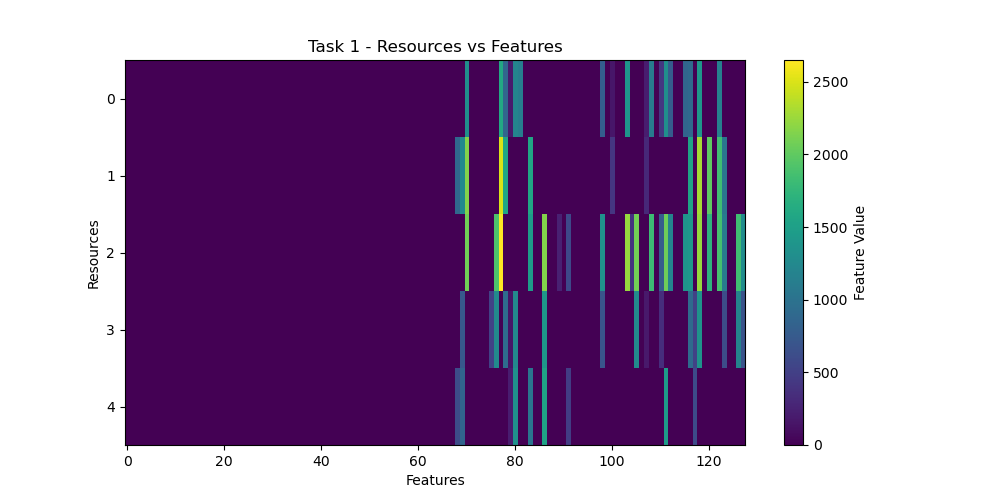 Task 1 - Resources vs Features
Resources
0
1
2
3
4
0 20 40 60 80 100 120
Features
2500
2000
1500
1000
500
0
Feature Value